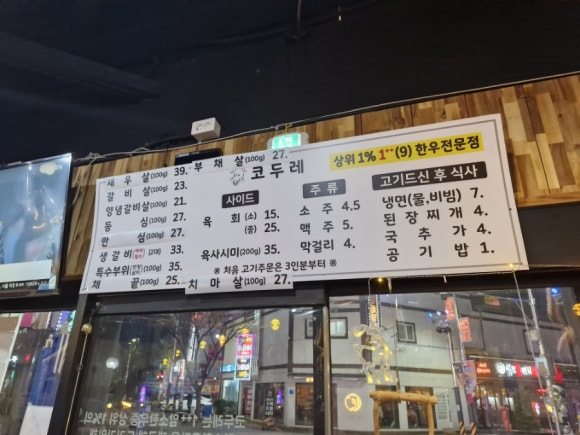 새우살(100g) 39.
갈비살(100g) 23.
양념갈비살(100g) 21.
등심(100g) 27.
안심(100g) 27.
생갈비 (2대) 33.
특수부위(100g) 35.
채끝(100g) 25.
부채살(100g) 27.
코두레
사이드
육회(소) 15.
(중) 25.
육사시미(200g) 35.
주류
소주 4.5
맥주 5.
막걸리 4.
※ 처음 고기주문은 3인분부터 ※
치마살(100g) 27.
상위 1% 1++(9) 한우전문점
고기드신 후 식사
냉면(물,비빔) 7.
된장찌개 4.
국추가 4.
공기밥 1.